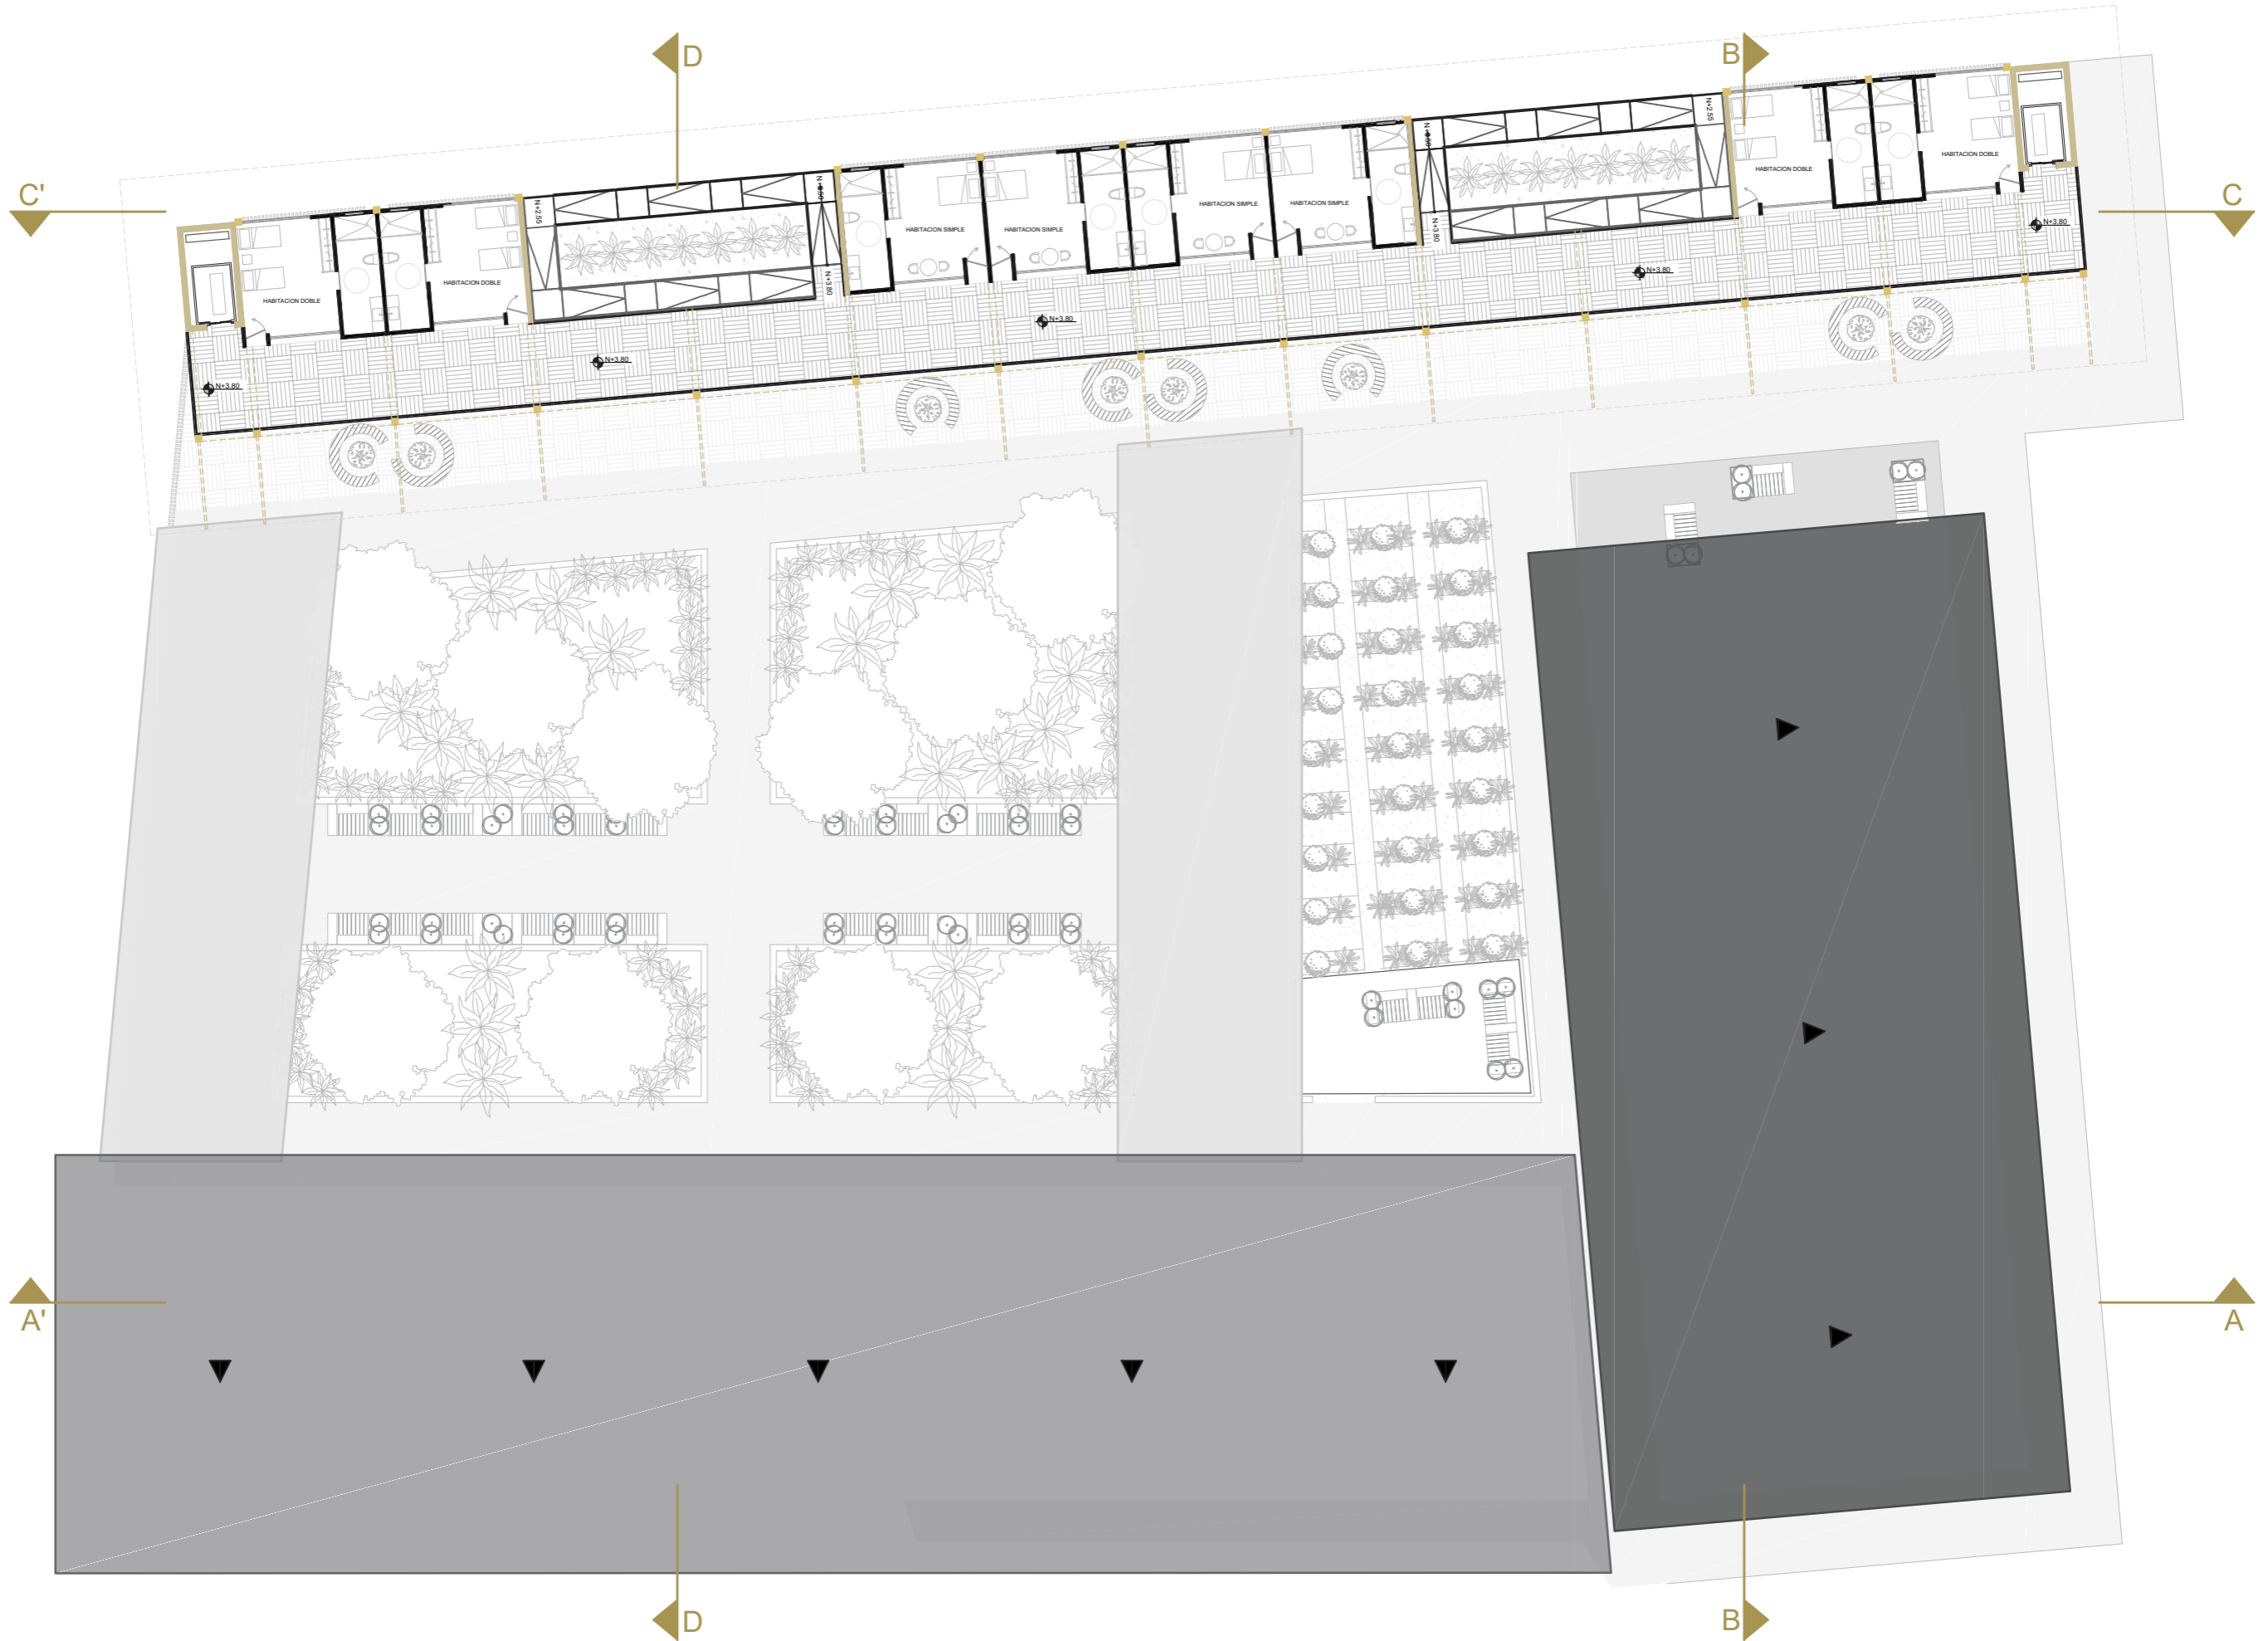 D
B
C'
C
N+2.55
N+2.55
HABITACION DOBLE
HABITACION DOBLE
HABITACION SIMPLE
HABITACION SIMPLE
HABITACION SIMPLE
HABITACION SIMPLE
HABITACION DOBLE
HABITACION DOBLE
N+3.80
N+3.80
N+3.80
N+3.80
N+3.80
N+3.80
N+3.80
A'
A
D
B